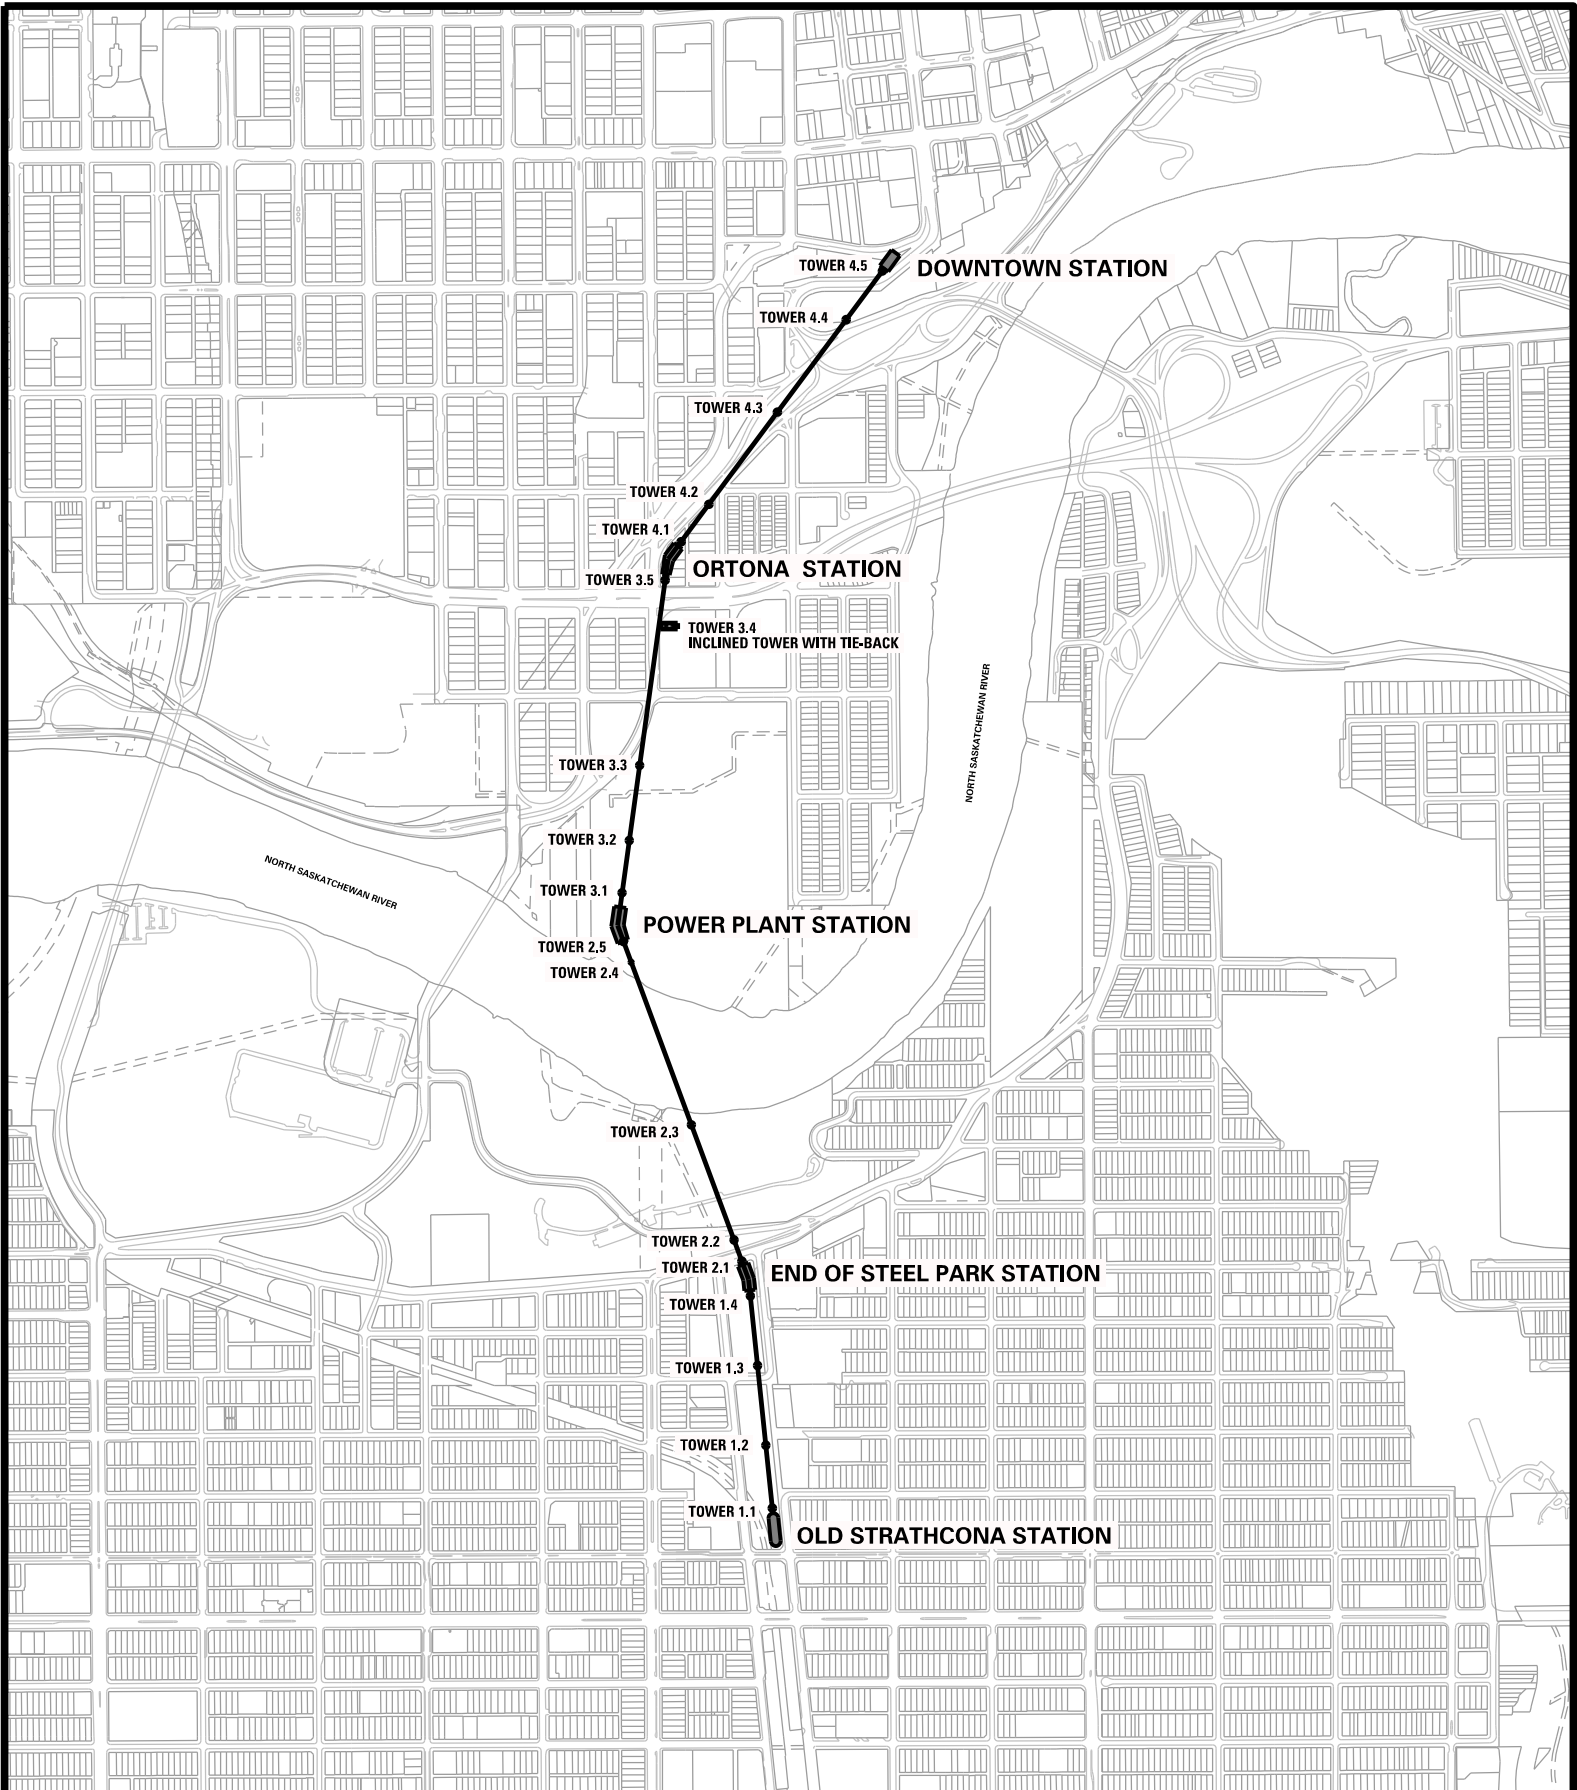 TOWER 4.5
DOWNTOWN STATION
TOWER 4.4
TOWER 4.3
TOWER 4.2
TOWER 4.1
ORTONA STATION
TOWER 3.5
TOWER 3.4
INCLINED TOWER WITH TIE-BACK
NORTH SASKATCHEWAN RIVER
TOWER 3.3
TOWER 3.2
NORTH SASKATCHEWAN RIVER
TOWER 3.1
POWER PLANT STATION
TOWER 2.5
TOWER 2.4
TOWER 2.3
TOWER 2.2
TOWER 2.1
END OF STEEL PARK STATION
TOWER 1.4
TOWER 1.3
TOWER 1.2
TOWER 1.1
OLD STRATHCONA STATION